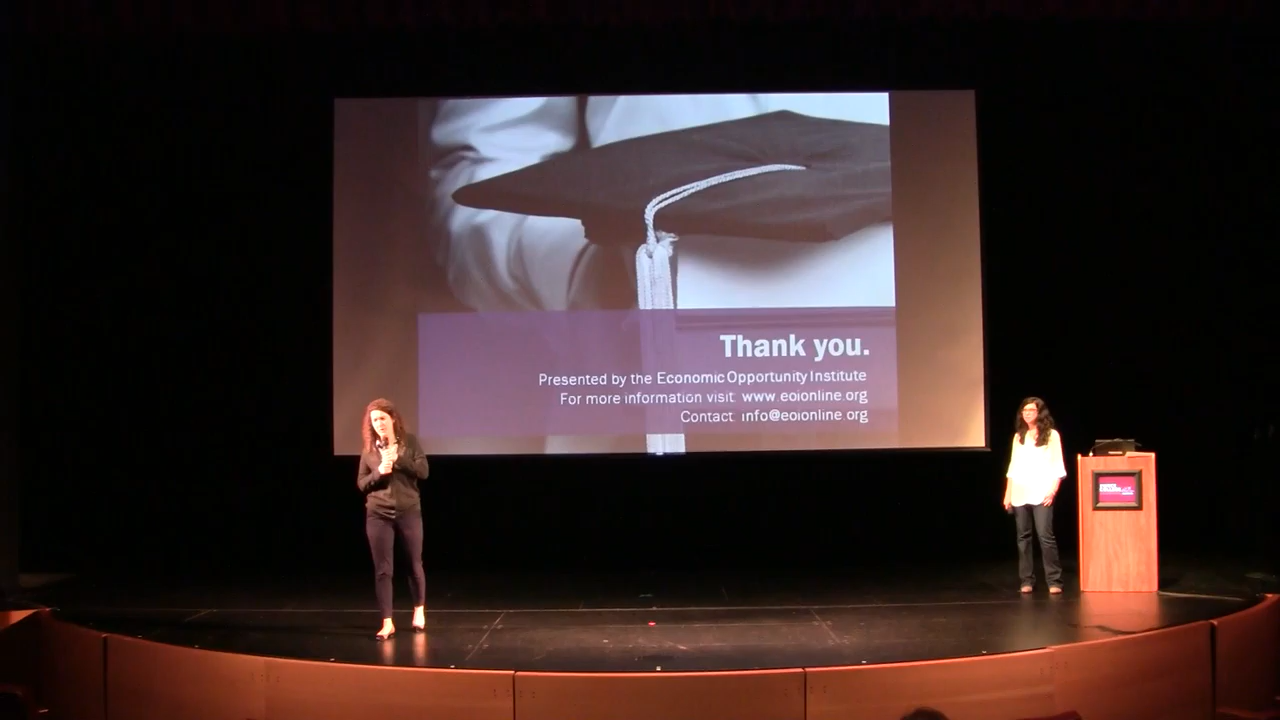 Thank you.
Presented by the Economic Opportunity Institute
For more information visit: www.eoionline.org
Contact: info@eoionline.org